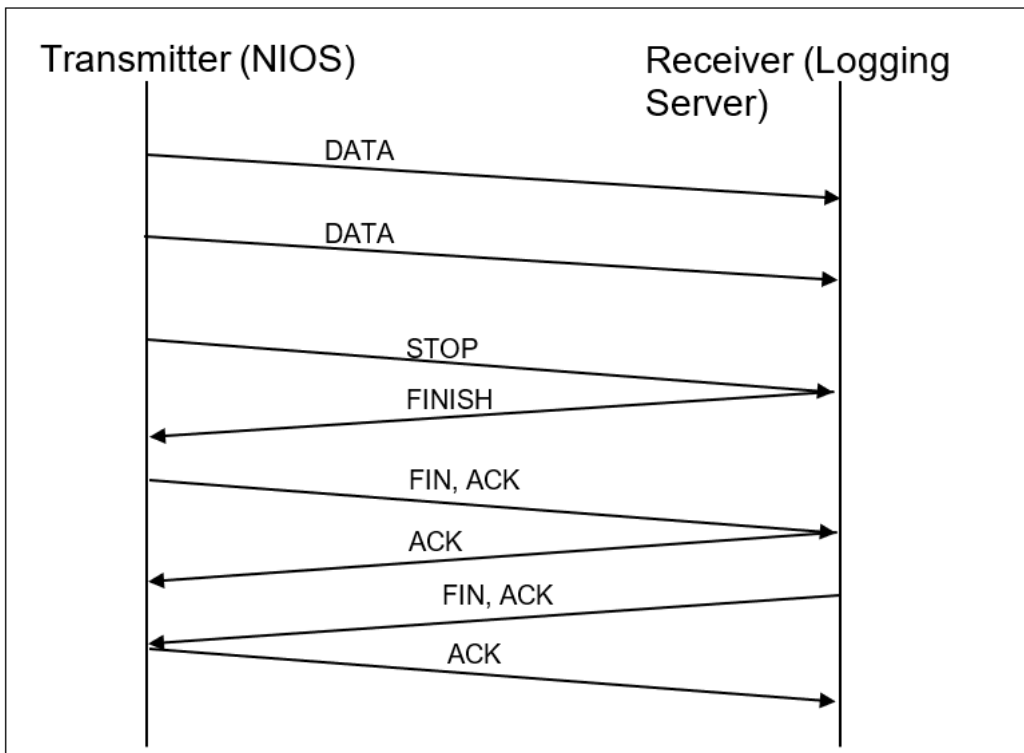 Transmitter (NIOS)
Receiver (Logging
Server)
DATA
DATA
STOP
FINISH
FIN, ACK
ACK
FIN, ACK
ACK